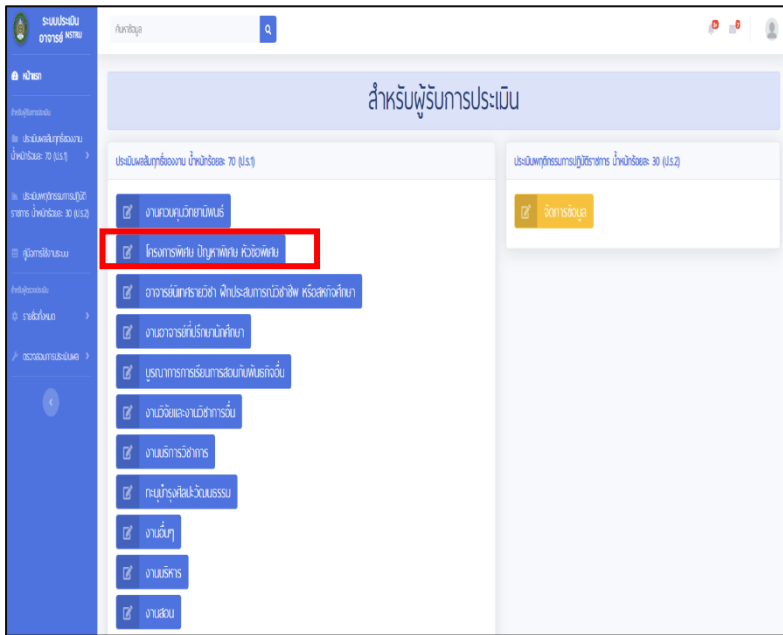 ระบบประเมิน
อาจารย์ NSTRU
ค้นหาข้อมูล
หน้าแรก
สำหรับผู้รับการประเมิน
ประเมินผลสัมฤทธิ์ของงาน
น้ำหนักร้อยละ 70 (ป.ร.1)
ประเมินพฤติกรรมการปฏิบัติ
ราชการ น้ำหนักร้อยละ 30 (ป.ร.2)
คู่มือการใช้งานระบบ
รายชื่อทั้งหมด
ตรวจสอบการประเมินผล
สำหรับผู้รับการประเมิน
ประเมินผลสัมฤทธิ์ของงาน น้ำหนักร้อยละ 70 (ป.ร.1)
งานควบคุมวิทยานิพนธ์
โครงการพิเศษ ปัญหาพิเศษ หัวข้อพิเศษ
อาจารย์นิเทศรายวิชา ฝึกประสบการณ์วิชาชีพ หรือสหกิจศึกษา
งานอาจารย์ที่ปรึกษานักศึกษา
บูรณาการการเรียนการสอนกับพันธกิจอื่น
งานวิจัยและงานวิชาการอื่น
งานบริการวิชาการ
ทะนุบำรุงศิลปะวัฒนธรรม
งานอื่นๆ
งานบริหาร
งานสอน
ประเมินพฤติกรรมการปฏิบัติราชการ น้ำหนักร้อยละ 30 (ป.ร.2)
จัดการข้อมูล